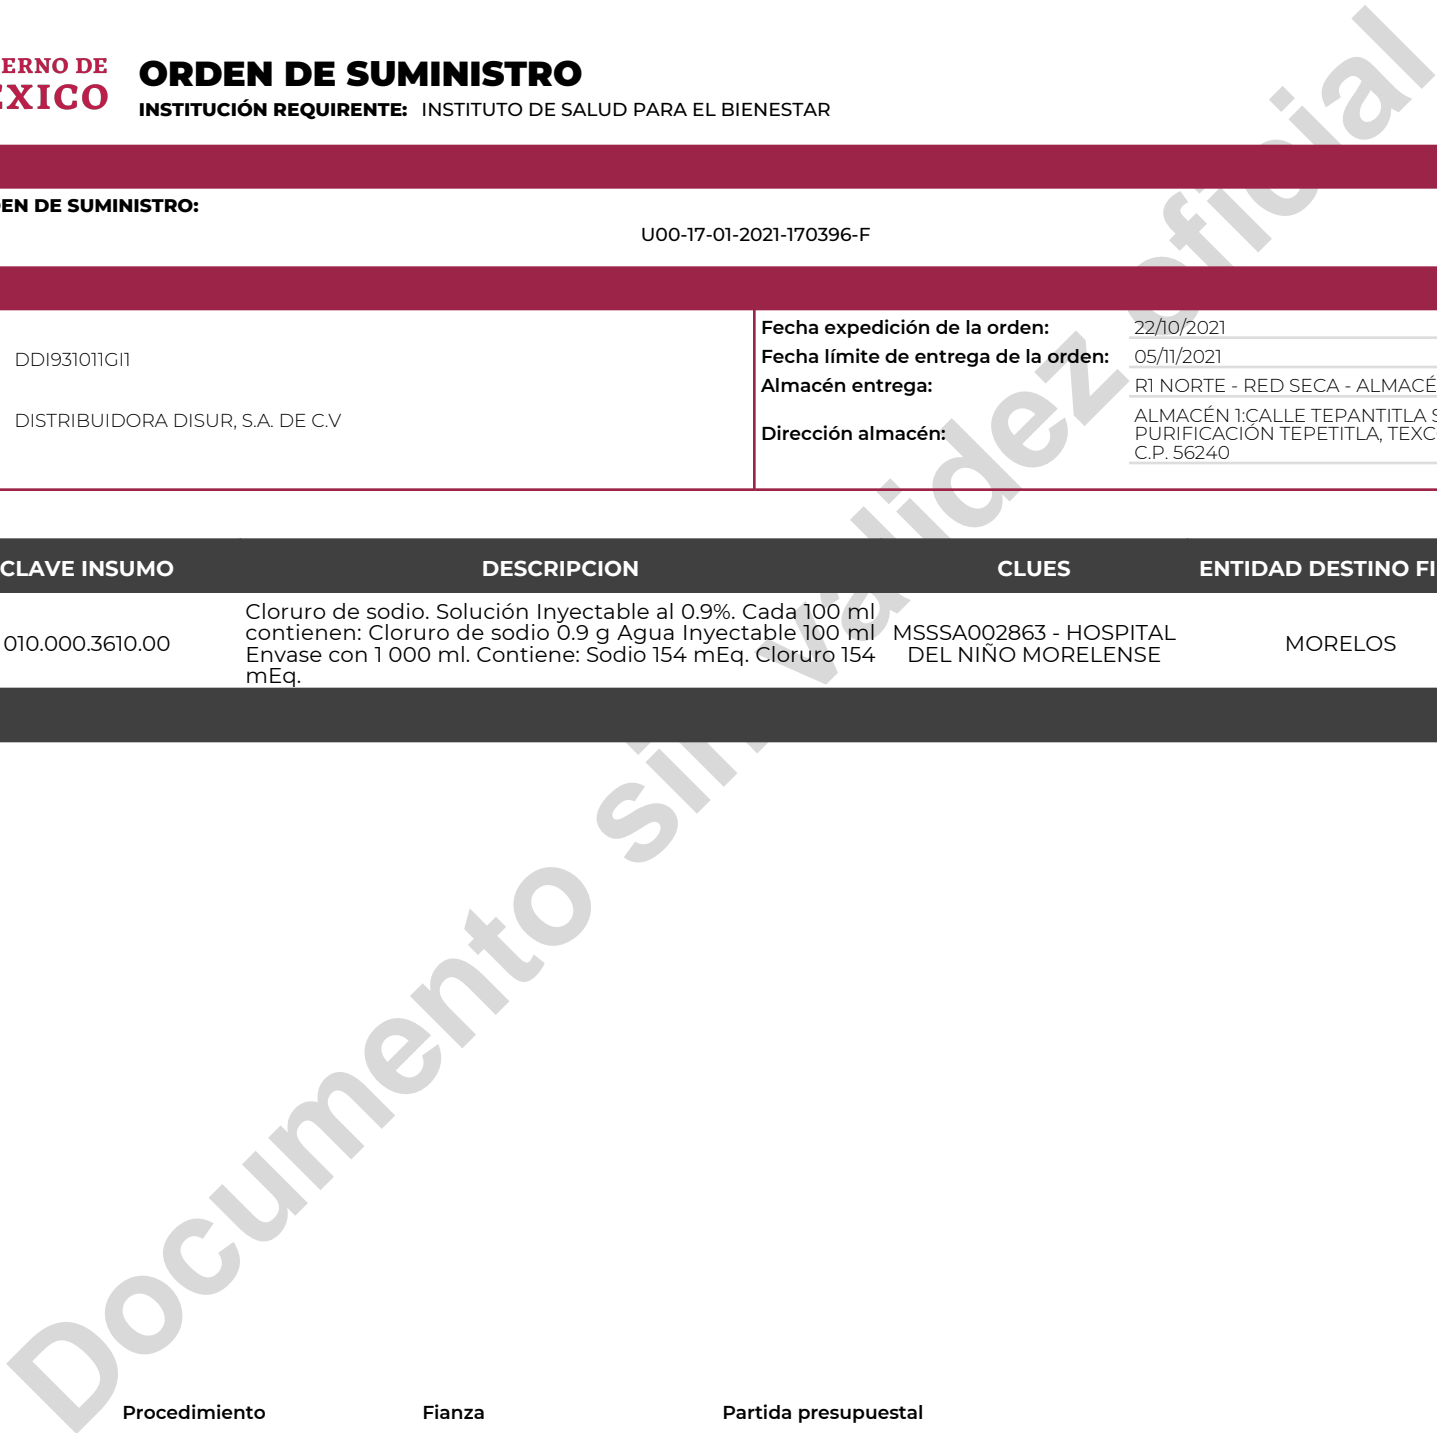 ERNO DE
ÉXICO
ORDEN DE SUMINISTRO
INSTITUCIÓN REQUIRENTE: INSTITUTO DE SALUD PARA EL BIENESTAR
EN DE SUMINISTRO:
U00-17-01-2021-170396-F
DDI931011GI1
DISTRIBUIDORA DISUR, S.A. DE C.V
Fecha expedición de la orden: 22/10/2021
Fecha límite de entrega de la orden: 05/11/2021
Almacén entrega: R1 NORTE - RED SECA - ALMACÉ
Dirección almacén:
ALMACÉN 1:CALLE TEPANTITLA S
PURIFICACIÓN TEPETITLA, TEXC
C.P. 56240
CLAVE INSUMO DESCRIPCION CLUES ENTIDAD DESTINO FI
010.000.3610.00
Cloruro de sodio. Solución Inyectable al 0.9%. Cada 100 ml
contienen: Cloruro de sodio 0.9 g Agua Inyectable 100 ml
Envase con 1 000 ml. Contiene: Sodio 154 mEq. Cloruro 154
mEq.
MSSSA002863 - HOSPITAL
DEL NIÑO MORELENSE
MORELOS
Documento sin validez oficial
Procedimiento Fianza Partida presupuestal